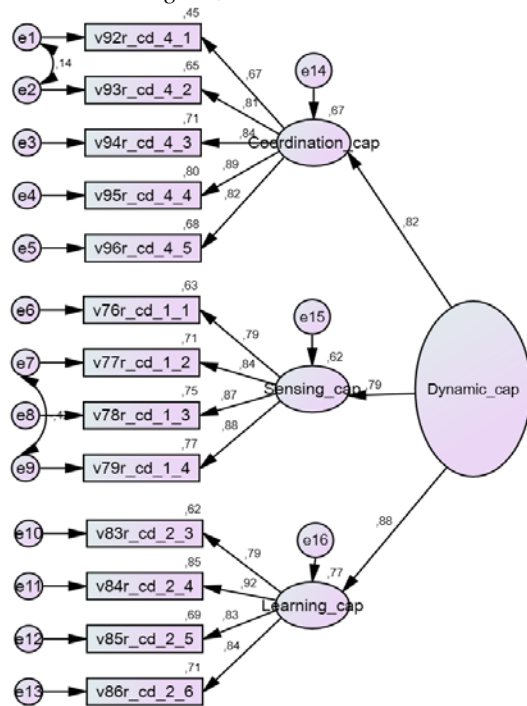 ,45
e1 v92r_cd_4_1
,14 ,65 ,67 e14
e2 v93r_cd_4_2 ,81 ,67
,71
e3 v94r_cd_4_3 ,84 Coordination_cap
,80 ,89
e4 v95r_cd_4_4 ,82
,68 ,82
e5 v96r_cd_4_5
,63
e6 v76r_cd_1_1 e15
,71 ,79
e7 v77r_cd_1_2 ,84 ,62
,75 Sensing_cap ,79 Dynamic_cap
e8 v78r_cd_1_3 ,87
,77 ,88
e9 v79r_cd_1_4
,62 ,88
e10 v83r_cd_2_3 e16
,85 ,79
e11 v84r_cd_2_4 ,92 ,77
,69 Learning_cap
e12 v85r_cd_2_5 ,83
,71 ,84
e13 v86r_cd_2_6